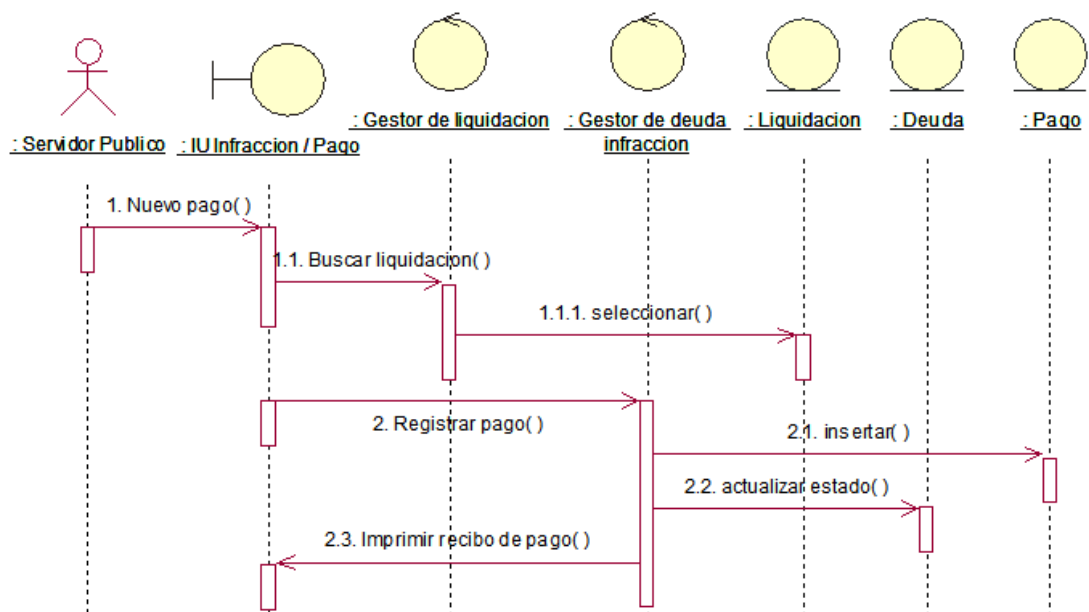 : Servidor Publico
: IU Infraccion / Pago
: Gestor de liquidacion
: Gestor de deuda
infraccion
: Liquidacion
: Deuda
: Pago
1. Nuevo pago( )
1.1. Buscar liquidacion( )
1.1.1. seleccionar( )
2. Registrar pago( )
2.1. insertar( )
2.2. actualizar estado( )
2.3. Imprimir recibo de pago( )